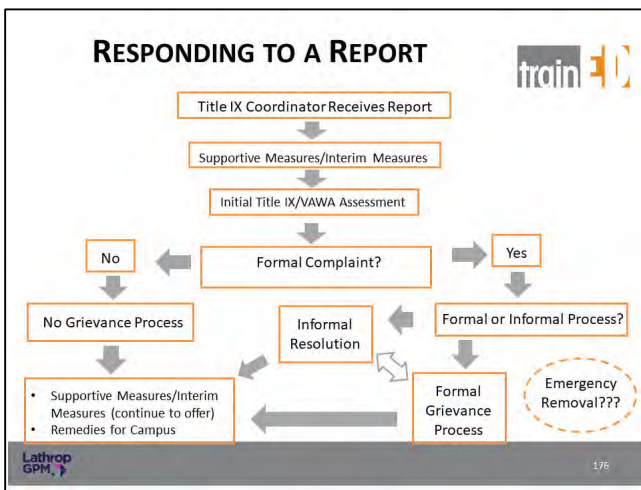 RESPONDING TO A REPORT
trainED
Title IX Coordinator Receives Report
Supportive Measures/Interim Measures
Initial Title IX/VAWA Assessment
No
Formal Complaint?
Yes
No Grievance Process
Informal
Resolution
Formal or Informal Process?
• Supportive Measures/Interim
Measures (continue to offer)
• Remedies for Campus
Formal
Grievance
Process
Emergency
Removal???
Lathrop
GPM
176